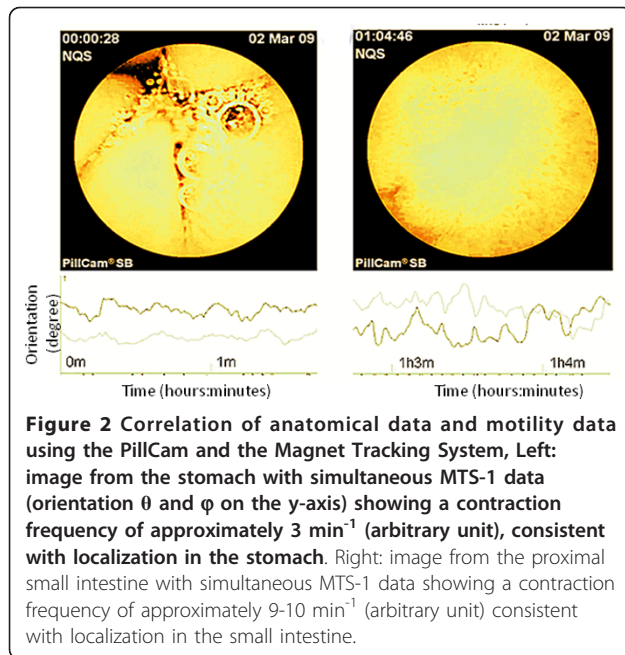 00:00:28 02 Mar 09
NQS
PillCam®SB
01:04:46 02 Mar 09
NQS
PillCam®SB
Orientation
(degree)
1
0m 1m
Time (hours:minutes)
1h3m 1h4m
Time (hours:minutes)
Figure 2 Correlation of anatomical data and motility data
using the PillCam and the Magnet Tracking System, Left:
image from the stomach with simultaneous MTS-1 data
(orientation θ and φ on the y-axis) showing a contraction
frequency of approximately 3 min⁻¹ (arbitrary unit), consistent
with localization in the stomach. Right: image from the proximal
small intestine with simultaneous MTS-1 data showing a contraction
frequency of approximately 9-10 min⁻¹ (arbitrary unit) consistent
with localization in the small intestine.